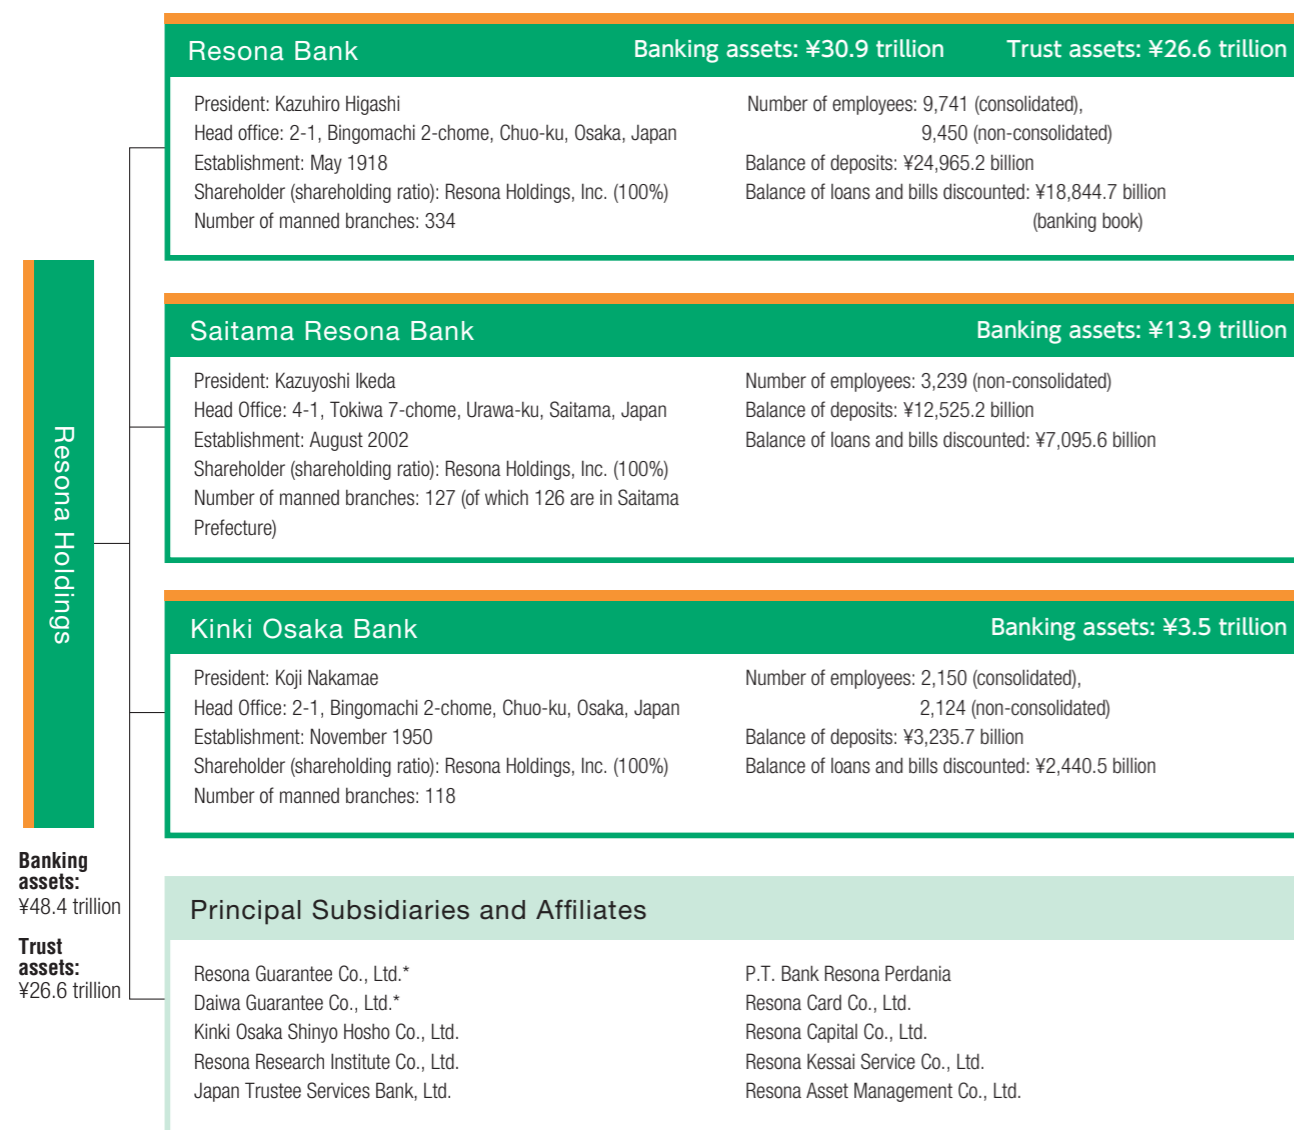 Resona Holdings
Banking
assets:
¥48.4 trillion
Trust
assets:
¥26.6 trillion
Resona Bank
Banking assets: ¥30.9 trillion
Trust assets: ¥26.6 trillion
President: Kazuhiro Higashi
Head office: 2-1, Bingomachi 2-chome, Chuo-ku, Osaka, Japan
Establishment: May 1918
Shareholder (shareholding ratio): Resona Holdings, Inc. (100%)
Number of manned branches: 334
Number of employees: 9,741 (consolidated),
9,450 (non-consolidated)
Balance of deposits: ¥24,965.2 billion
Balance of loans and bills discounted: ¥18,844.7 billion
(banking book)
Saitama Resona Bank
Banking assets: ¥13.9 trillion
President: Kazuyoshi Ikeda
Head Office: 4-1, Tokiwa 7-chome, Urawa-ku, Saitama, Japan
Establishment: August 2002
Shareholder (shareholding ratio): Resona Holdings, Inc. (100%)
Number of manned branches: 127 (of which 126 are in Saitama
Prefecture)
Number of employees: 3,239 (non-consolidated)
Balance of deposits: ¥12,525.2 billion
Balance of loans and bills discounted: ¥7,095.6 billion
Kinki Osaka Bank
Banking assets: ¥3.5 trillion
President: Koji Nakamae
Head Office: 2-1, Bingomachi 2-chome, Chuo-ku, Osaka, Japan
Establishment: November 1950
Shareholder (shareholding ratio): Resona Holdings, Inc. (100%)
Number of manned branches: 118
Number of employees: 2,150 (consolidated),
2,124 (non-consolidated)
Balance of deposits: ¥3,235.7 billion
Balance of loans and bills discounted: ¥2,440.5 billion
Principal Subsidiaries and Affiliates
Resona Guarantee Co., Ltd.*
Daiwa Guarantee Co., Ltd.*
Kinki Osaka Shinyo Hosho Co., Ltd.
Resona Research Institute Co., Ltd.
Japan Trustee Services Bank, Ltd.
P.T. Bank Resona Perdania
Resona Card Co., Ltd.
Resona Capital Co., Ltd.
Resona Kessai Service Co., Ltd.
Resona Asset Management Co., Ltd.